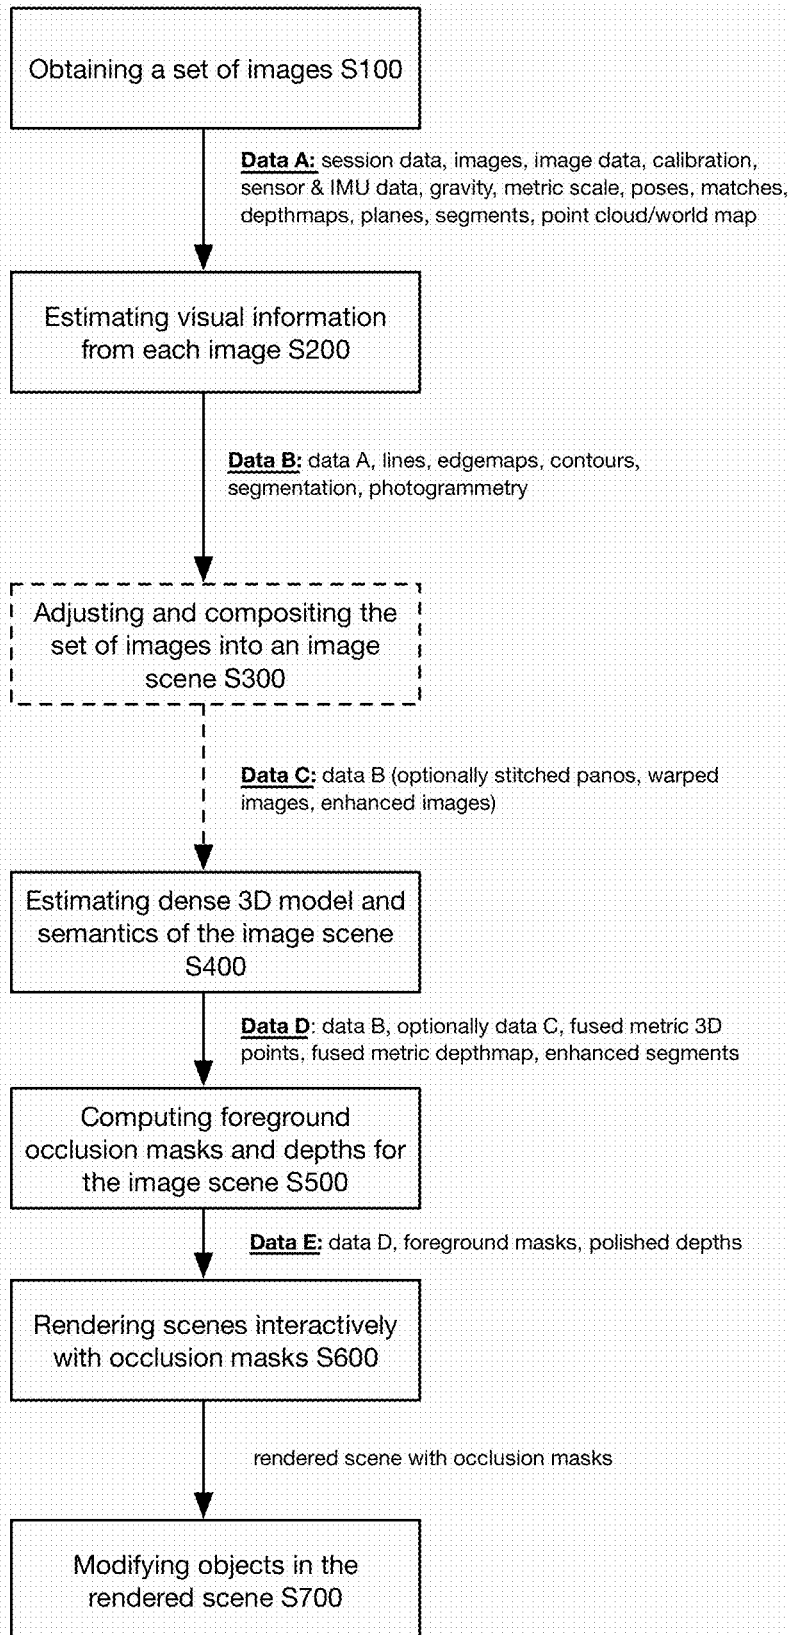 Obtaining a set of images S100
Data A: session data, images, image data, calibration,
sensor & IMU data, gravity, metric scale, poses, matches,
depthmaps, planes, segments, point cloud/world map
Estimating visual information
from each image S200
Data B: data A, lines, edgemaps, contours,
segmentation, photogrammetry
Adjusting and compositing the
set of images into an image
scene S300
Data C: data B (optionally stitched panos, warped
images, enhanced images)
Estimating dense 3D model and
semantics of the image scene
S400
Data D: data B, optionally data C, fused metric 3D
points, fused metric depthmap, enhanced segments
Computing foreground
occlusion masks and depths for
the image scene S500
Data E: data D, foreground masks, polished depths
Rendering scenes interactively
with occlusion masks S600
rendered scene with occlusion masks
Modifying objects in the
rendered scene S700